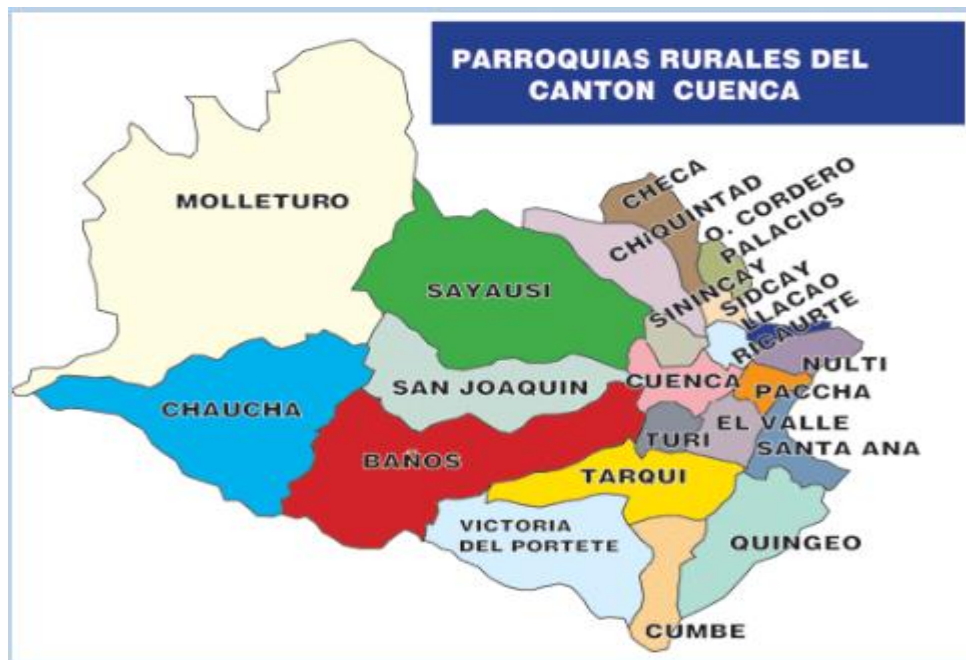 PARROQUIAS RURALES DEL
CANTON CUENCA
MOLLETURO
CHECA
CHiQUINTAD
O. CORDERO
PALACIOS
SAYAUSI
SININCAY
SIDCAY
LLACAO
RICAURTE
NULTI
SAN JOAQUIN
CUENCA
PACCHA
CHAUCHA
EL VALLE
TURI
SANTA ANA
BAÑOS
TARQUI
VICTORIA
DEL PORTETE
QUINGEO
CUMBE